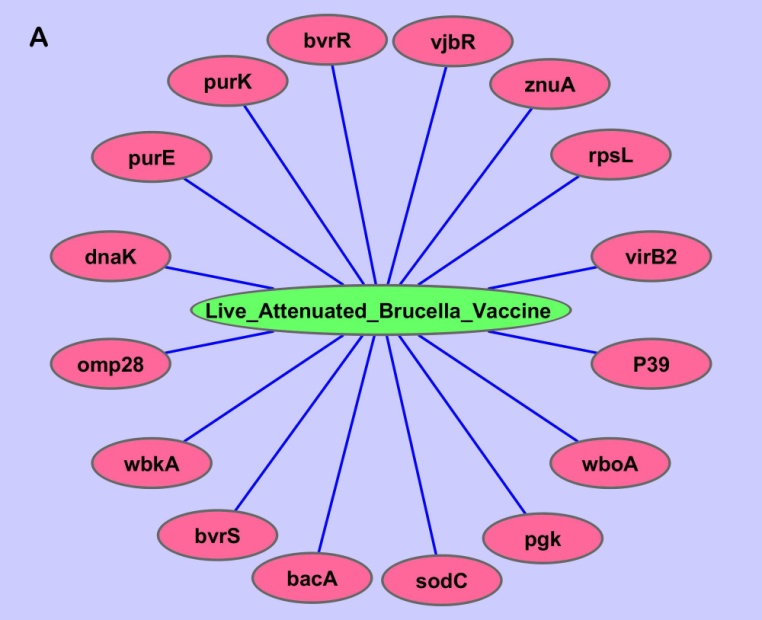 A
bvrR
vjbR
purK
znuA
purE
rpsL
dnaK
virB2
Live_Attenuated_Brucella_Vaccine
omp28
P39
wbkA
wboA
bvrS
pgk
bacA
sodC